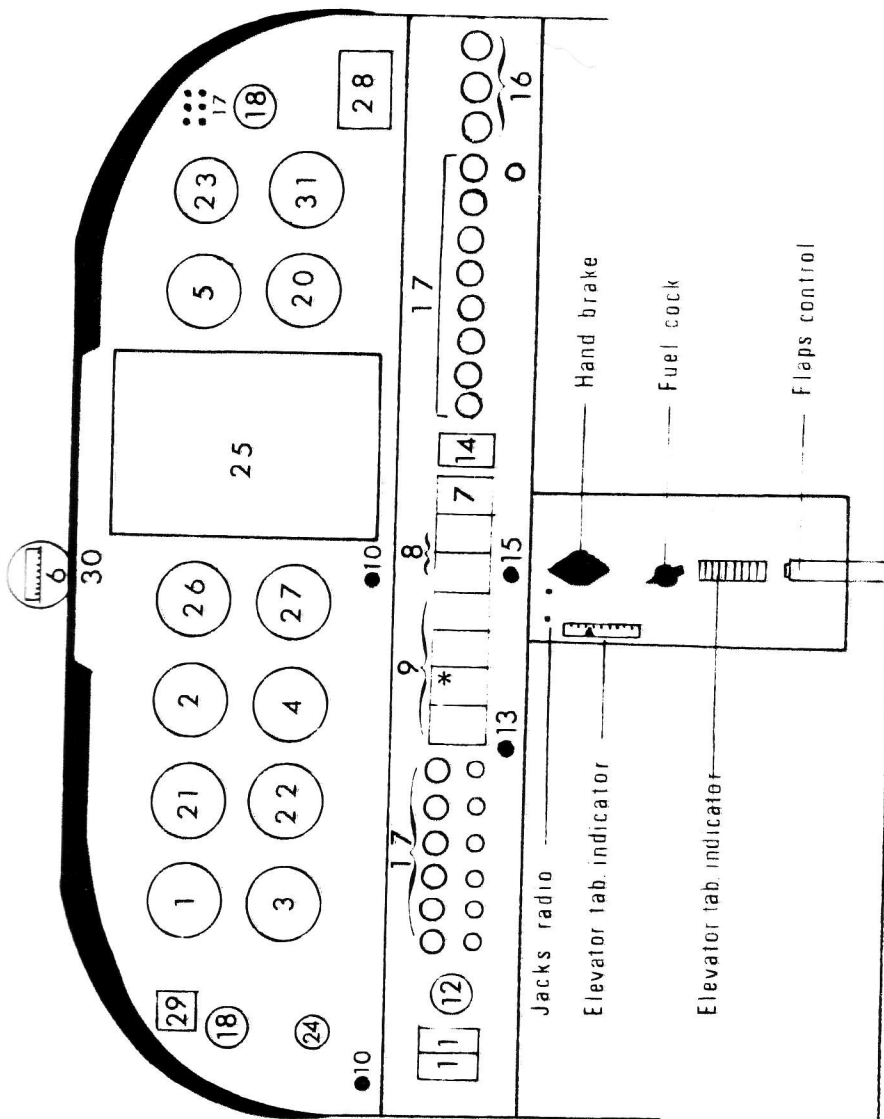 6
30
29 1 21 2 26 25 5 23 17 18
18 3 22 4 27 20 31 28
24
10 10
11 12 17 9 * 8 7 14 17 16
13 15
Jacks radio
Elevator tab. indicator
Elevator tab. indicator
Hand brake
Fuel cock
Flaps control